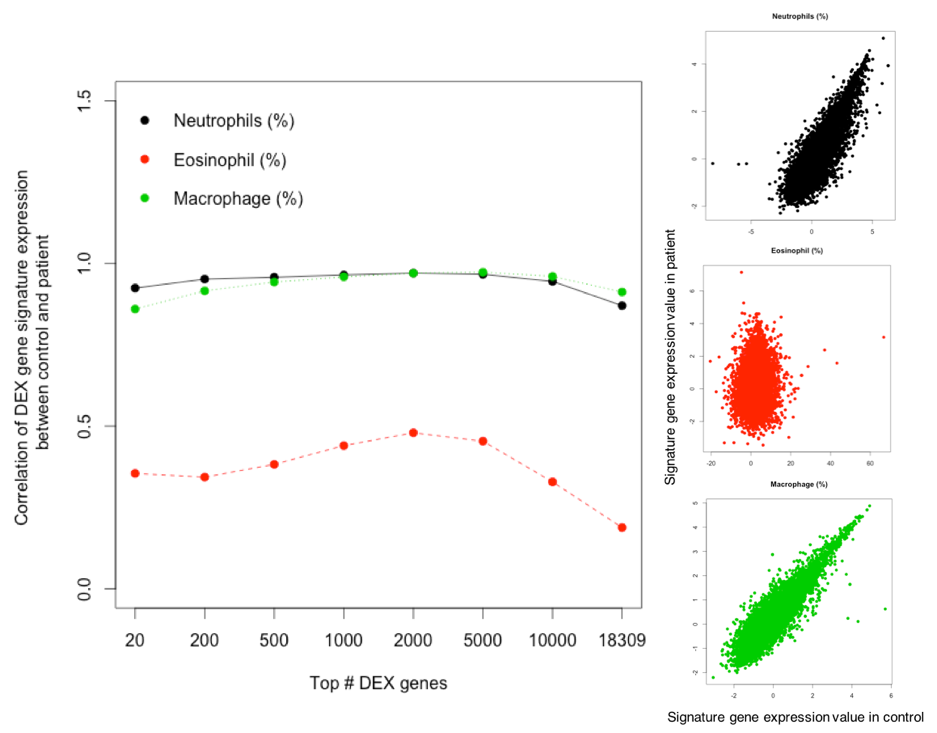 Correlation of DEX gene signature expression
between control and patient
1.5
1.0
0.5
0.0
Neutrophils (%)
Eosinophil (%)
Macrophage (%)
20 200 500 1000 2000 5000 10000 18309
Top # DEX genes
Signature gene expression value in patient
Neutrophils (%)
4
2
0
-2
-5 0 5
Eosinophil (%)
6
4
2
0
-2
-20 0 20 40 60
Macrophage (%)
5
4
3
2
1
0
-1
-2
-2 0 2 4 6
Signature gene expression value in control